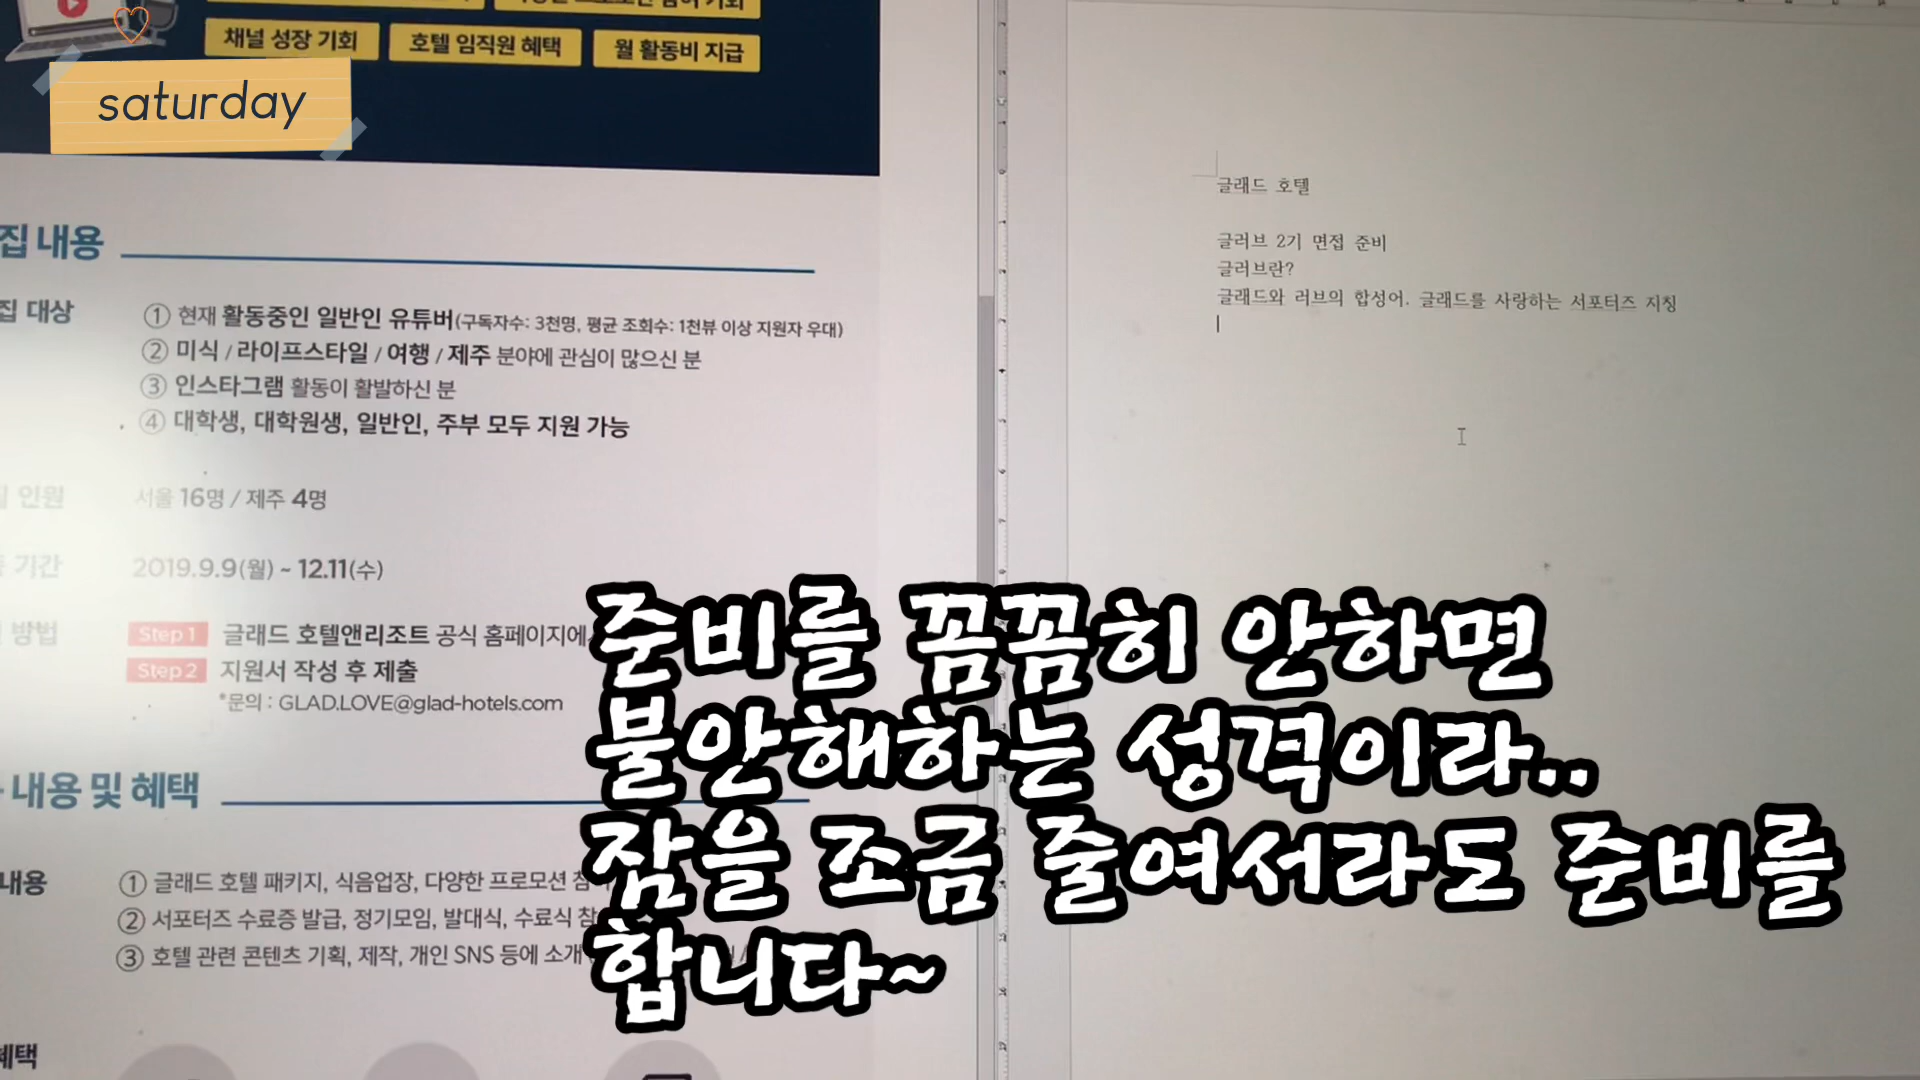 채널 성장 기회
호텔 임직원 혜택
월 활동비 지급
saturday
집 내용
집 대상
① 현재 활동중인 일반인 유튜버(구독자수: 3천명, 평균 조회수: 1천뷰 이상 지원자 우대)
② 미식 / 라이프스타일 / 여행 / 제주 분야에 관심이 많으신 분
③ 인스타그램 활동이 활발하신 분
④ 대학생, 대학원생, 일반인, 주부 모두 지원 가능
인원
서울 16명 / 제주 4명
기간
2019.9.9(월) ~ 12.11(수)
방법
Step 1 글래드 호텔앤리조트 공식 홈페이지에
Step 2 지원서 작성 후 제출
*문의 : GLAD.LOVE@glad-hotels.com
내용 및 혜택
내용
① 글래드 호텔 패키지, 식음업장, 다양한 프로모션 참
② 서포터즈 수료증 발급, 정기모임, 발대식, 수료식 참
③ 호텔 관련 콘텐츠 기획, 제작, 개인 SNS 등에 소개
혜택
글래드 호텔
글러브 2기 면접 준비
글러브란?
글래드와 러브의 합성어. 글래드를 사랑하는 서포터즈 지칭
준비를 꼼꼼히 안하면
불안해하는 성격이라..
잠을 조금 줄여서라도 준비를
합니다~